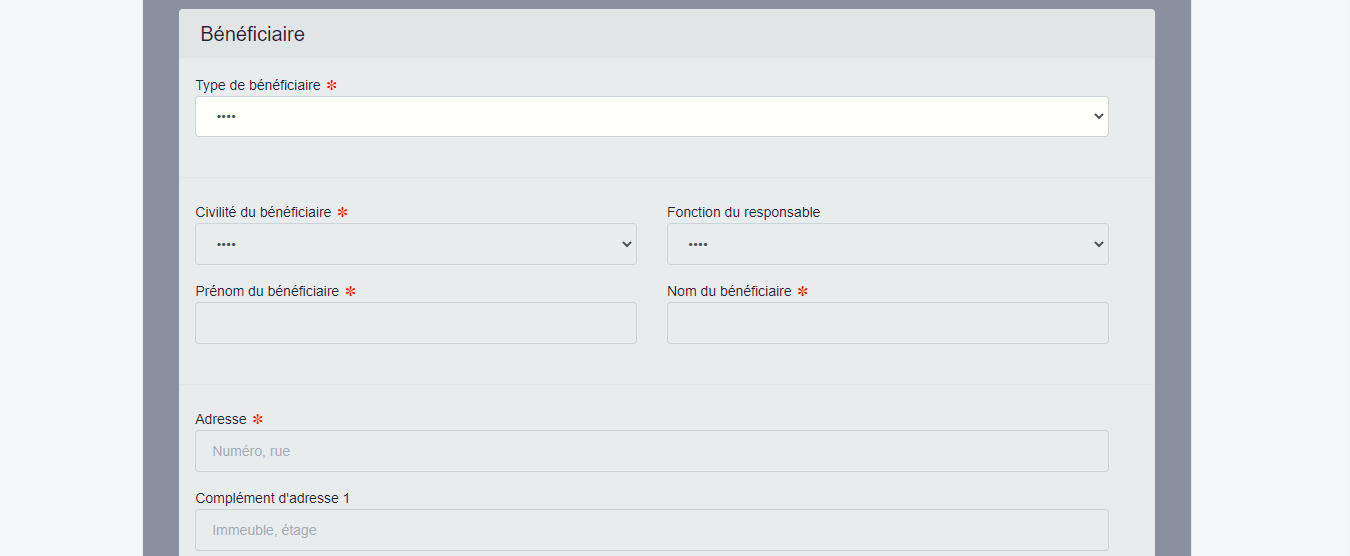 Bénéficiaire
Type de bénéficiaire *
••••
Civilité du bénéficiaire * Fonction du responsable
•••• ••••
Prénom du bénéficiaire * Nom du bénéficiaire *
Adresse *
Numéro, rue
Complément d'adresse 1
Immeuble, étage